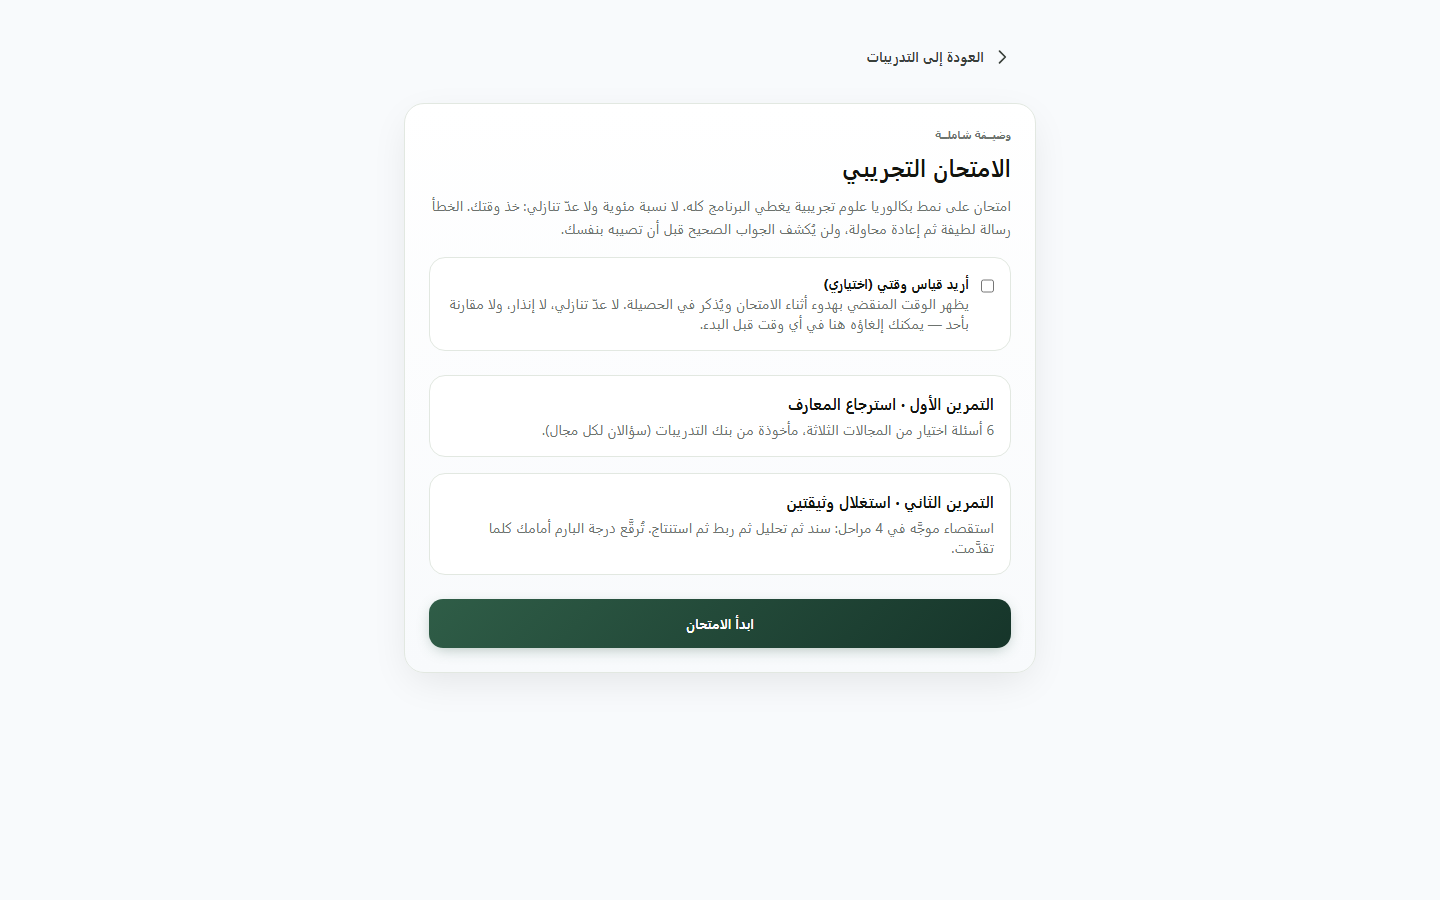 العودة إلى التدريبات
وضيـفة شاملـة
الامتحان التجريبي
امتحان على نمط بكالوريا علوم تجريبية يغطي البرنامج كله. لا نسبة مئوية ولا عدّ تنازلي: خذ وقتك. الخطأ
رسالة لطيفة ثم إعادة محاولة، ولن يُكشف الجواب الصحيح قبل أن تصيبه بنفسك.
أريد قياس وقتي (اختياري)
يظهر الوقت المنقضي بهدوء أثناء الامتحان ويُذكر في الحصيلة. لا عدّ تنازلي، لا إنذار، ولا مقارنة
بأحد — يمكنك إلغاؤه هنا في أي وقت قبل البدء.
التمرين الأول • استرجاع المعارف
6 أسئلة اختيار من المجالات الثلاثة، مأخوذة من بنك التدريبات (سؤالان لكل مجال).
التمرين الثاني • استغلال وثيقتين
استقصاء موجَّه في 4 مراحل: سند ثم تحليل ثم ربط ثم استنتاج. تُرقَّع درجة البارم أمامك كلما
تقدَّمت.
ابدأ الامتحان